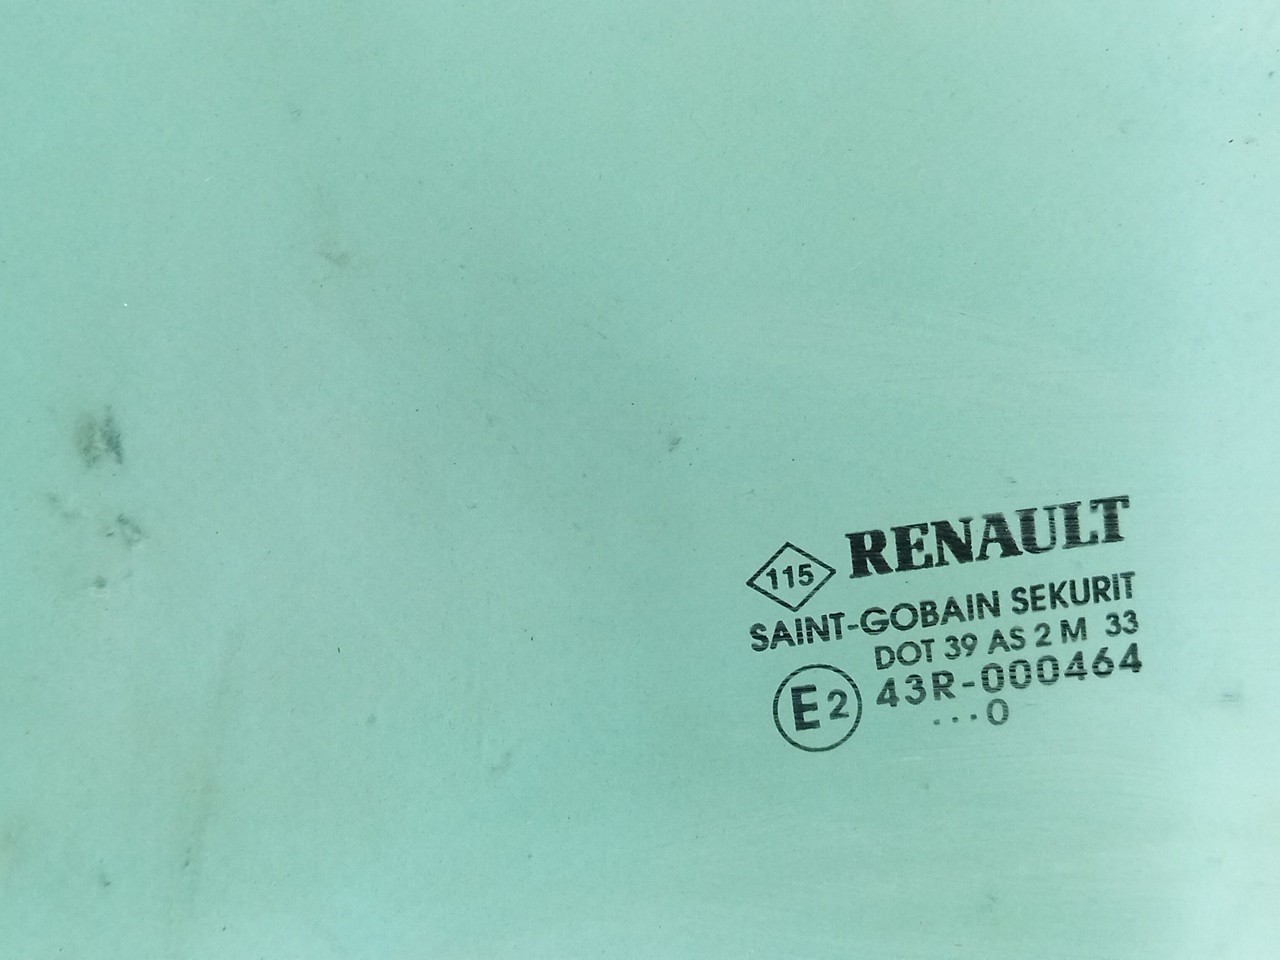 115 RENAULT
SAINT-GOBAIN SEKURIT
DOT 39 AS 2 M 33
E2 43R-000464
...0